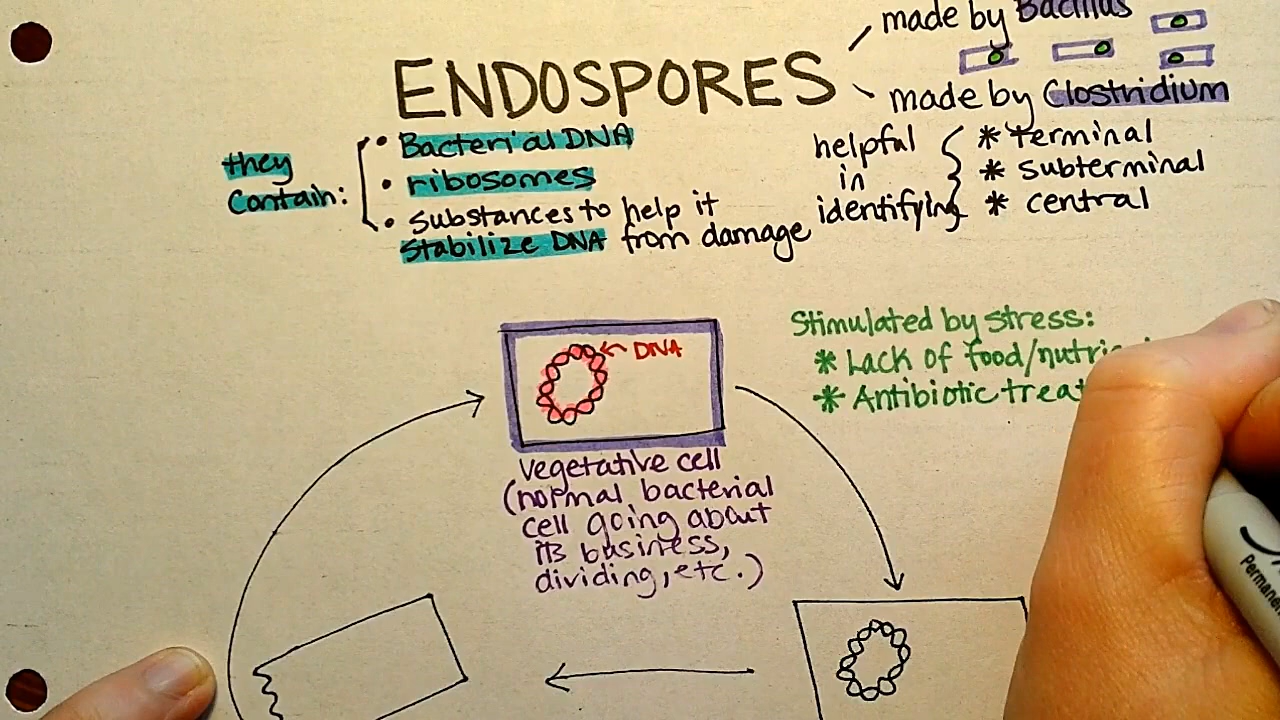 made by Bacillus
ENDOSPORES
made by Clostridium
they
contain:
• Bacterial DNA
• ribosomes
• substances to help it
stabilize DNA from damage
helpful
in
identifying
* terminal
* subterminal
* central
Stimulated by stress:
* Lack of food/
* Antibiotic
DNA
vegetative cell
(normal bacterial
cell going about
its business,
dividing, etc.)